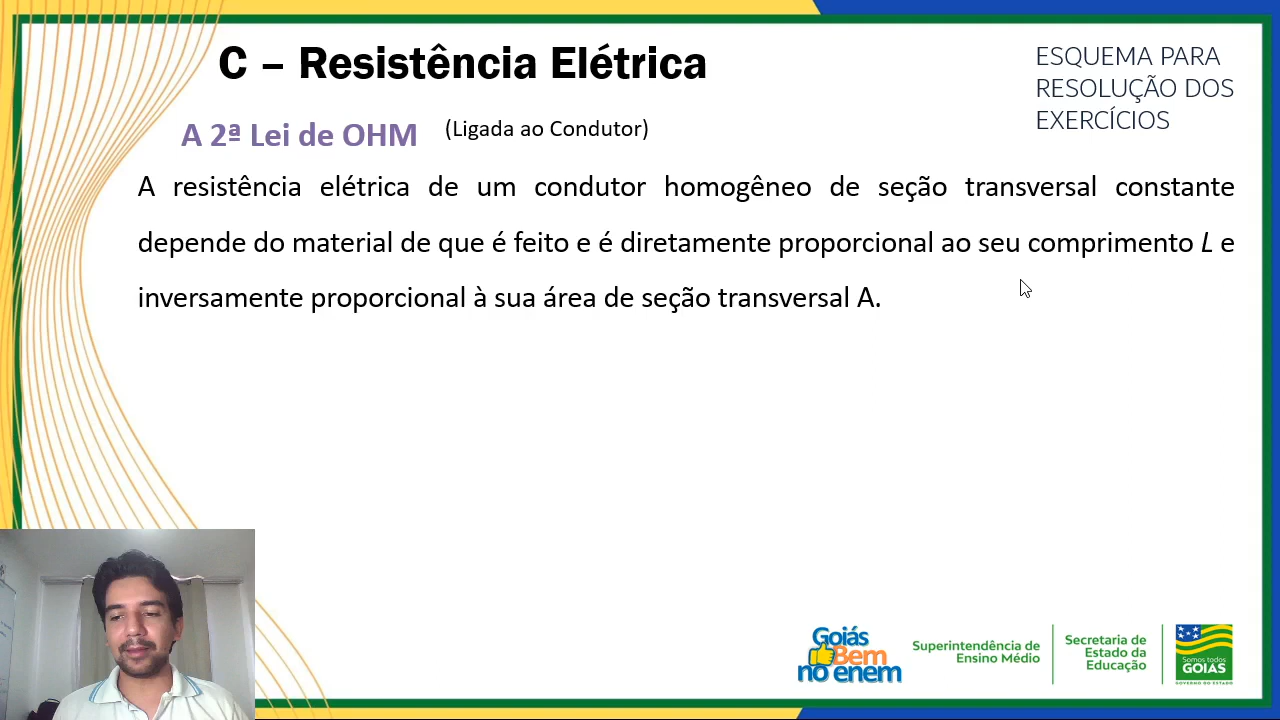 C – Resistência Elétrica
ESQUEMA PARA
RESOLUÇÃO DOS
EXERCÍCIOS
A 2ª Lei de OHM (Ligada ao Condutor)
A resistência elétrica de um condutor homogêneo de seção transversal constante
depende do material de que é feito e é diretamente proporcional ao seu comprimento L e
inversamente proporcional à sua área de seção transversal A.
Goiás
Bem
no enem
Superintendência de
Ensino Médio
Secretaria de
Estado da
Educação
Somos todos
GOIÁS
GOVERNO DO ESTADO